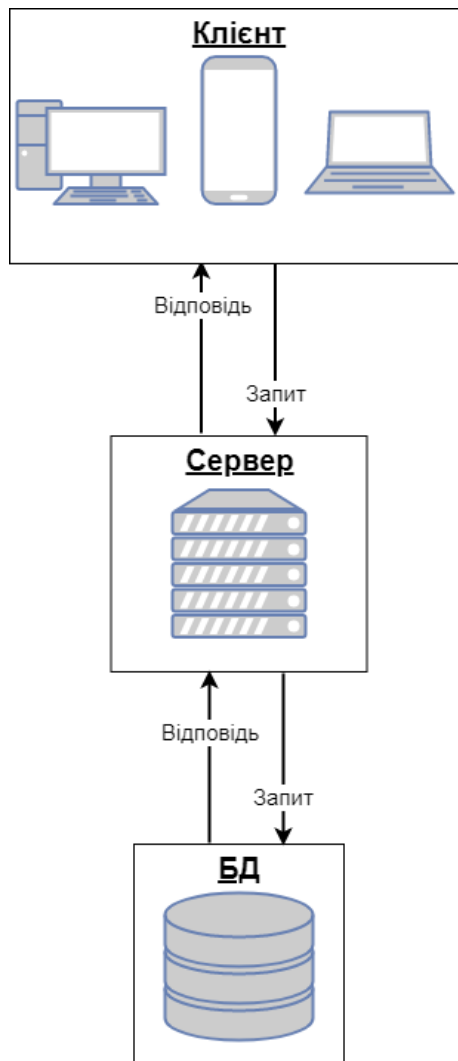 Клієнт
Відповідь
Запит
Сервер
Відповідь
Запит
БД